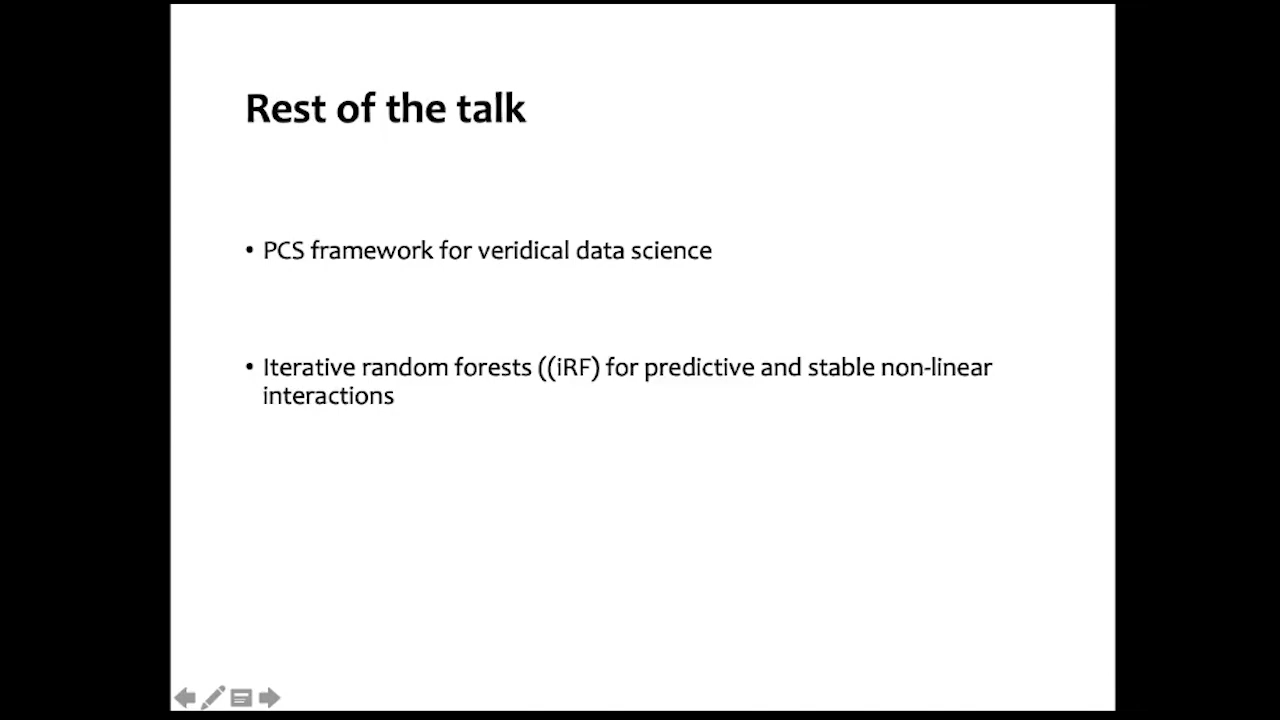 Rest of the talk
• PCS framework for veridical data science
• Iterative random forests ((iRF) for predictive and stable non-linear
interactions